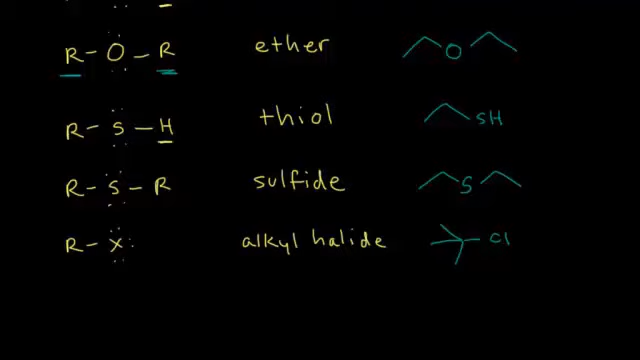 R-O-R ether O
R-S-H thiol SH
R-S-R sulfide S
R-X: alkyl halide Cl